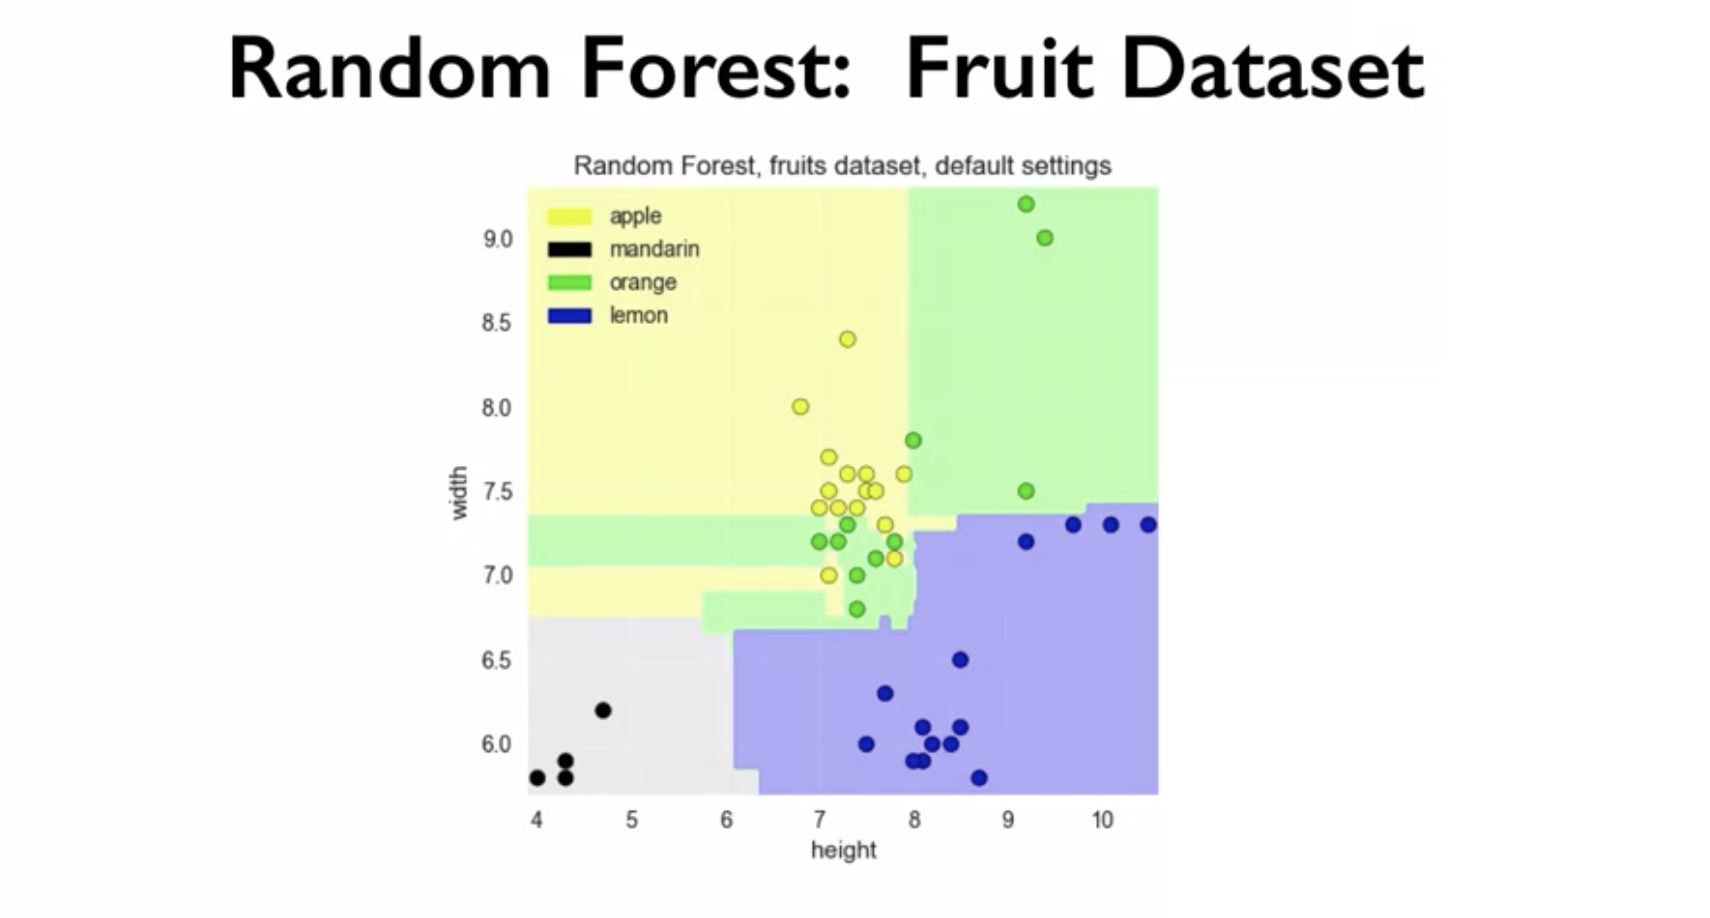 Random Forest: Fruit Dataset
Random Forest, fruits dataset, default settings
apple
mandarin
orange
lemon
9.0
8.5
8.0
7.5
7.0
6.5
6.0
width
4 5 6 7 8 9 10
height